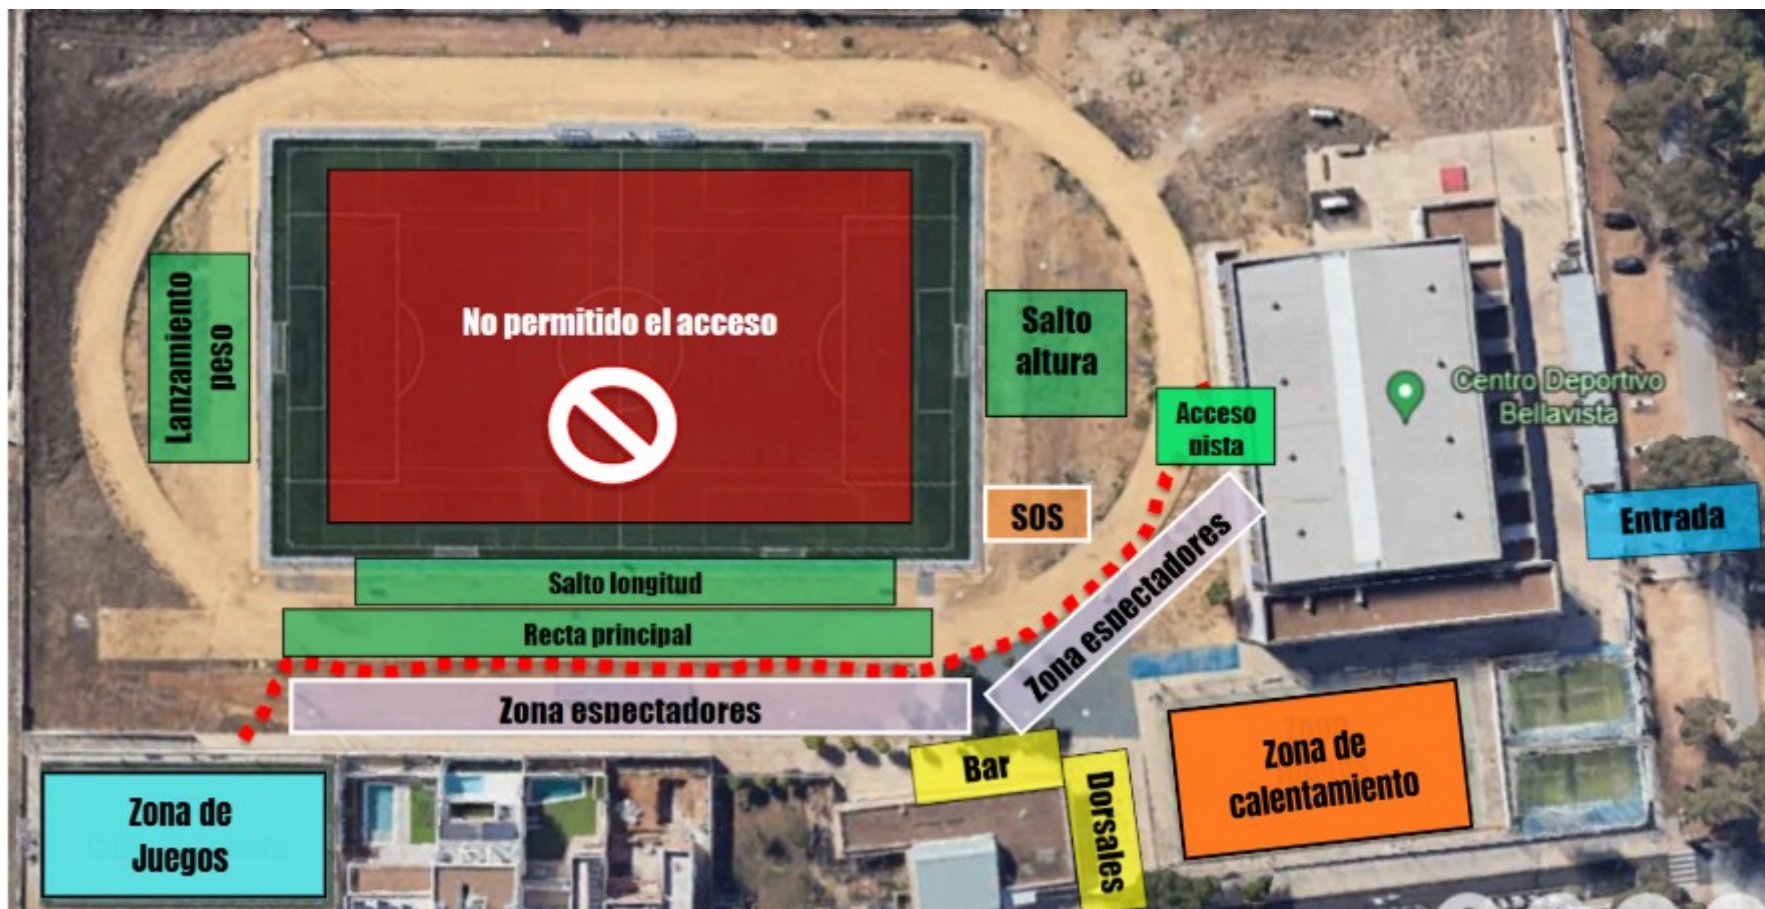 No permitido el acceso
Lanzamiento
peso
Salto
altura
Acceso
pista
Centro Deportivo
Bellavista
SOS
Entrada
Salto longitud
Recta principal
Zona espectadores
Zona espectadores
Bar
Dorsales
Zona de
calentamiento
Zona de
Juegos